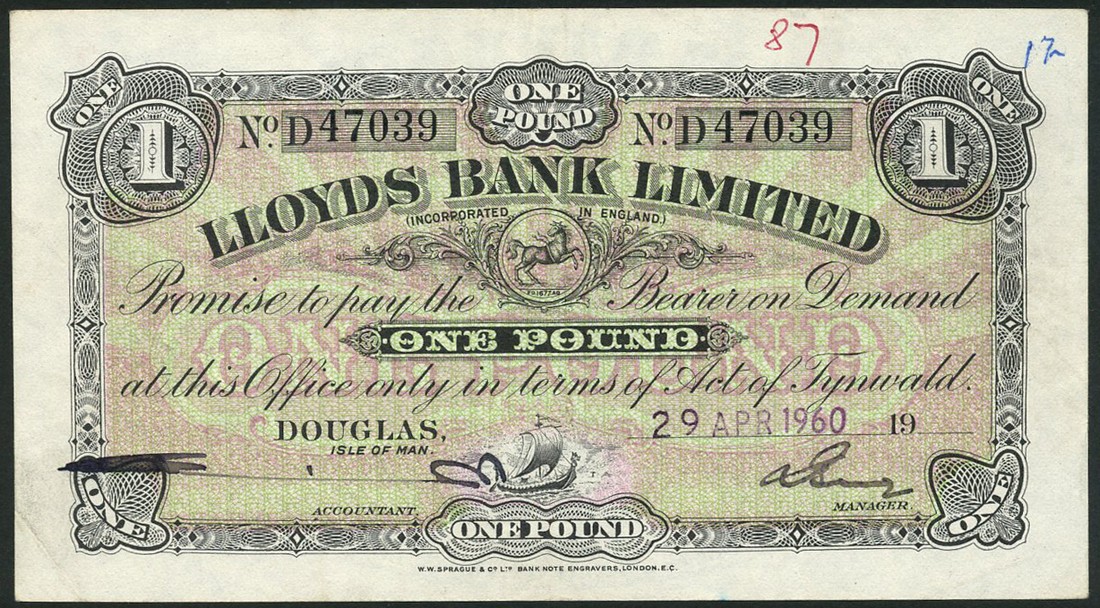 87
12
ONE ONE POUND ONE
1 No. D47039 No. D47039 1
LLOYDS BANK LIMITED
(INCORPORATED IN ENGLAND.)
Promise to pay the Bearer on Demand
ONE POUND
ONE POUND
at this Office only in terms of Act of Tynwald.
DOUGLAS, 29 APR 1960 19
ISLE OF MAN.
ACCOUNTANT. MANAGER.
ONE ONE POUND ONE
W.W. SPRAGUE & Co LTD BANK NOTE ENGRAVERS, LONDON, E.C.